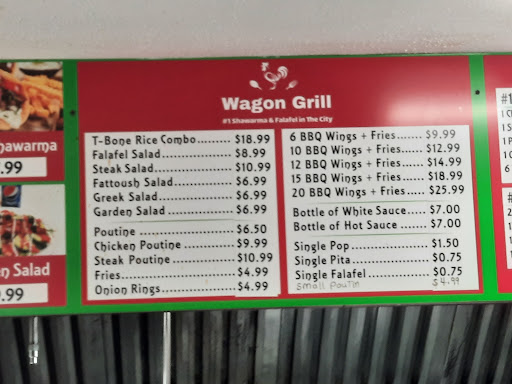 Wagon Grill
#1 Shawarma & Falafel in The City
T-Bone Rice Combo......... $18.99
Falafel Salad.................... $8.99
Steak Salad..................... $10.99
Fattoush Salad................. $6.99
Greek Salad..................... $6.99
Garden Salad................... $6.99
Poutine............................ $6.50
Chicken Poutine............... $9.99
Steak Poutine................. $10.99
Fries................................ $4.99
Onion Rings..................... $4.99
6 BBQ Wings + Fries....... $9.99
10 BBQ Wings + Fries..... $12.99
12 BBQ Wings + Fries..... $14.99
15 BBQ Wings + Fries..... $18.99
20 BBQ Wings + Fries..... $25.99
Bottle of White Sauce..... $7.00
Bottle of Hot Sauce....... $7.00
Single Pop..................... $1.50
Single Pita..................... $0.75
Single Falafel................ $0.75
Small Poutin $4.99
hawarma
.99
n Salad
.99
#1